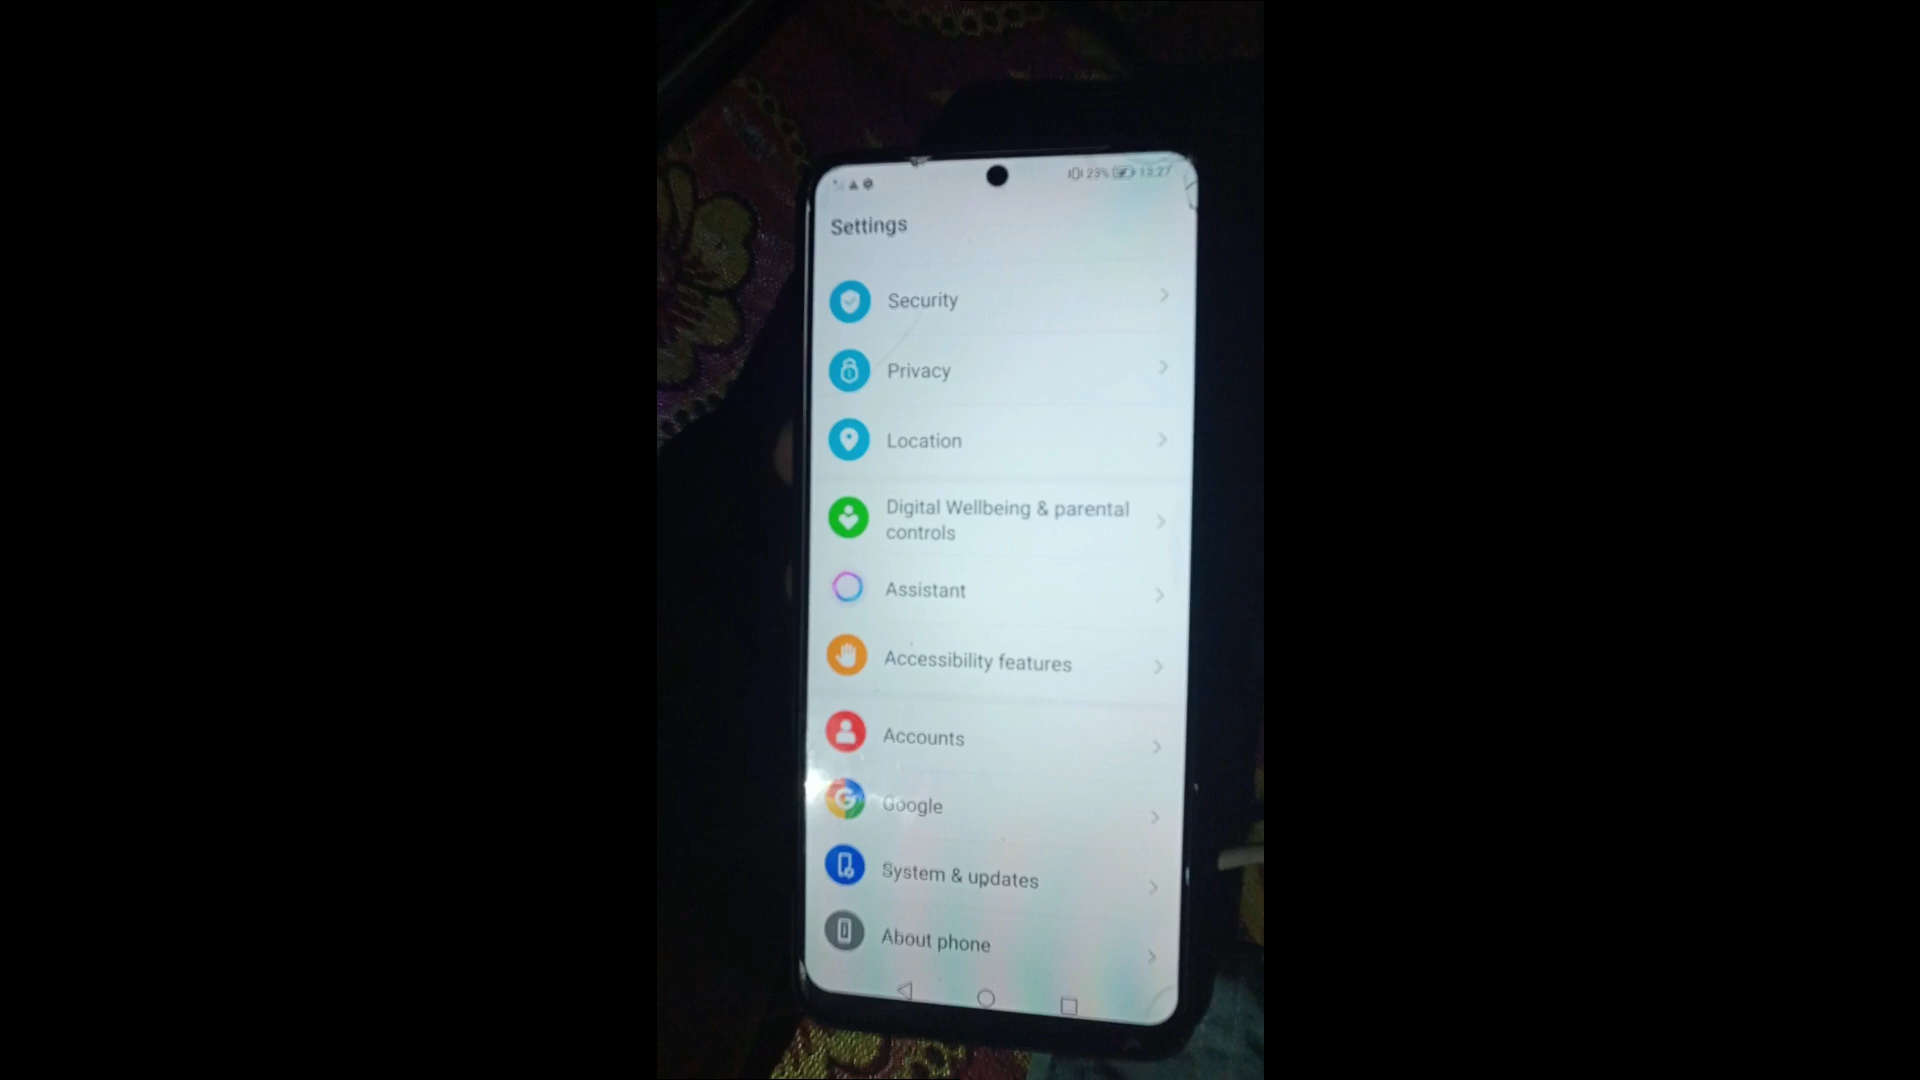 23% 13:27
Settings
Security
Privacy
Location
Digital Wellbeing & parental
controls
Assistant
Accessibility features
Accounts
Google
System & updates
About phone